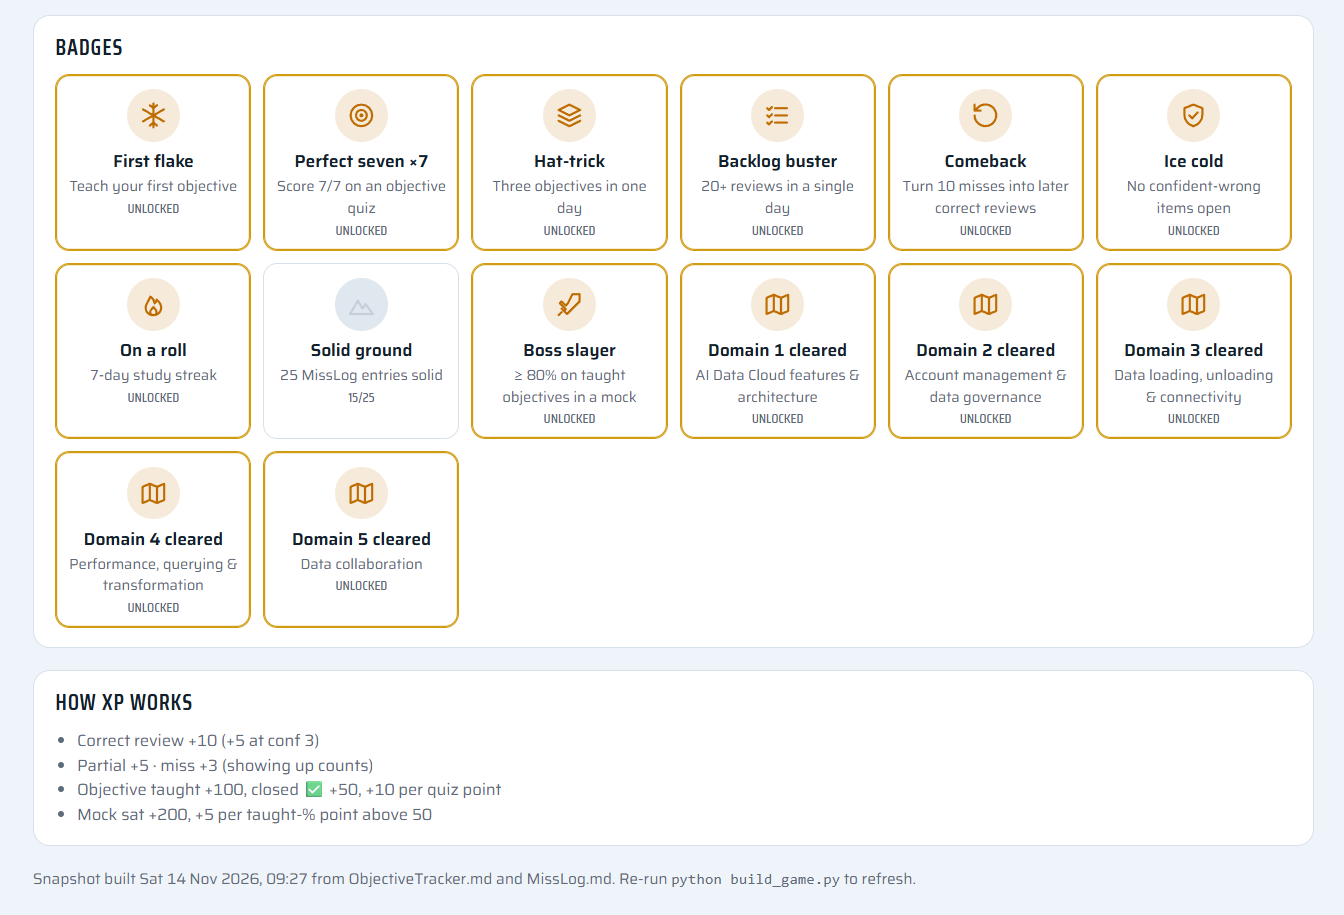 BADGES
First flake
Teach your first objective
UNLOCKED
Perfect seven ×7
Score 7/7 on an objective
quiz
UNLOCKED
Hat-trick
Three objectives in one
day
UNLOCKED
Backlog buster
20+ reviews in a single
day
UNLOCKED
Comeback
Turn 10 misses into later
correct reviews
UNLOCKED
Ice cold
No confident-wrong
items open
UNLOCKED
On a roll
7-day study streak
UNLOCKED
Solid ground
25 MissLog entries solid
15/25
Boss slayer
≥ 80% on taught
objectives in a mock
UNLOCKED
Domain 1 cleared
AI Data Cloud features &
architecture
UNLOCKED
Domain 2 cleared
Account management &
data governance
UNLOCKED
Domain 3 cleared
Data loading, unloading
& connectivity
UNLOCKED
Domain 4 cleared
Performance, querying &
transformation
UNLOCKED
Domain 5 cleared
Data collaboration
UNLOCKED
HOW XP WORKS
• Correct review +10 (+5 at conf 3)
• Partial +5 · miss +3 (showing up counts)
• Objective taught +100, closed ✅ +50, +10 per quiz point
• Mock sat +200, +5 per taught-% point above 50
Snapshot built Sat 14 Nov 2026, 09:27 from ObjectiveTracker.md and MissLog.md. Re-run python build_game.py to refresh.